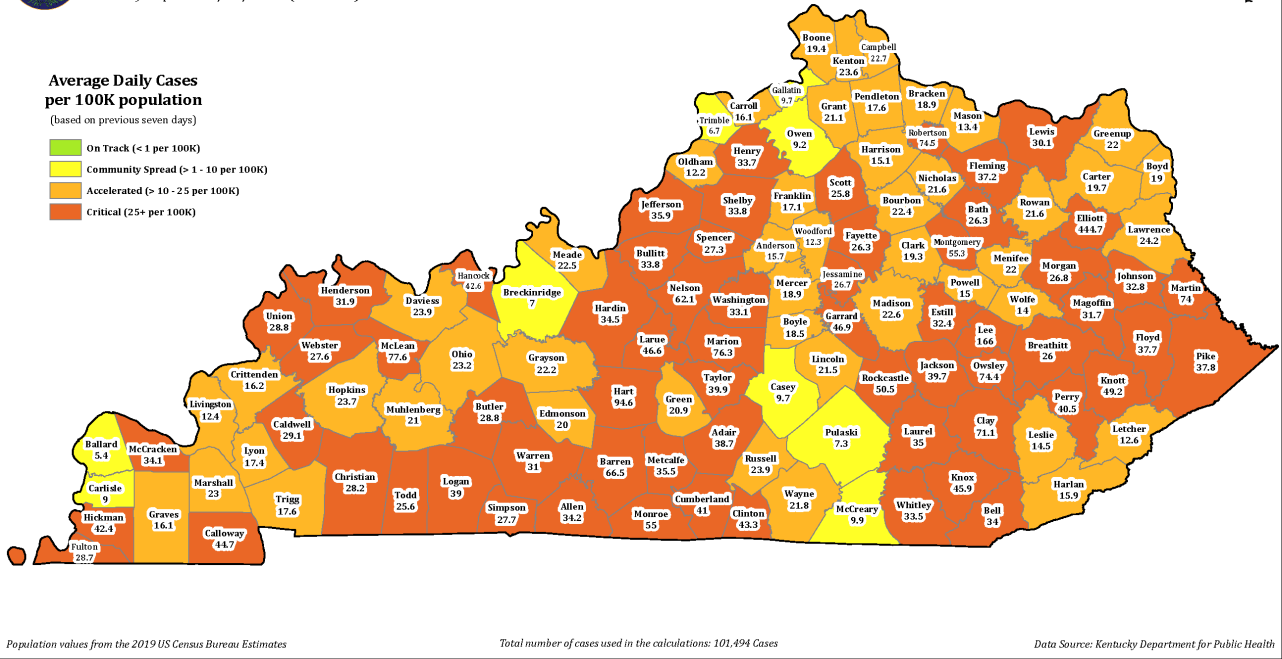 Average Daily Cases
per 100K population
(based on previous seven days)
On Track (< 1 per 100K)
Community Spread (> 1 - 10 per 100K)
Accelerated (> 10 - 25 per 100K)
Critical (25+ per 100K)
Boone
19.4
Kenton
23.6
Campbell
22.7
Gallatin
9.7
Carroll
16.1
Trimble
6.7
Grant
21.1
Pendleton
17.6
Bracken
18.9
Mason
13.4
Robertson
74.5
Lewis
30.1
Greenup
22
Boyd
19
Owen
9.2
Henry
33.7
Oldham
12.2
Harrison
15.1
Fleming
37.2
Carter
19.7
Nicholas
21.6
Scott
25.8
Franklin
17.1
Shelby
33.8
Jefferson
35.9
Bourbon
22.4
Bath
26.3
Rowan
21.6
Elliott
444.7
Lawrence
24.2
Spencer
27.3
Anderson
15.7
Woodford
12.3
Fayette
26.3
Clark
19.3
Montgomery
55.3
Menifee
22
Morgan
26.8
Johnson
32.8
Martin
74
Bullitt
33.8
Meade
22.5
Hancock
42.6
Breckinridge
7
Henderson
31.9
Daviess
23.9
Union
28.8
Webster
27.6
McLean
77.6
Ohio
23.2
Grayson
22.2
Hardin
34.5
Nelson
62.1
Washington
33.1
Mercer
18.9
Jessamine
26.7
Garrard
46.9
Madison
22.6
Estill
32.4
Powell
15
Wolfe
14
Magoffin
31.7
Floyd
37.7
Pike
37.8
Larue
46.6
Marion
76.3
Boyle
18.5
Lincoln
21.5
Lee
166
Breathitt
26
Owsley
74.4
Jackson
39.7
Rockcastle
50.5
Knott
49.2
Perry
40.5
Crittenden
16.2
Livingston
12.4
Hopkins
23.7
Muhlenberg
21
Butler
28.8
Edmonson
20
Hart
94.6
Green
20.9
Taylor
39.9
Casey
9.7
Pulaski
7.3
Laurel
35
Clay
71.1
Leslie
14.5
Letcher
12.6
Ballard
5.4
McCracken
34.1
Caldwell
29.1
Lyon
17.4
Adair
38.7
Russell
23.9
Warren
31
Barren
66.5
Metcalfe
35.5
Carlisle
9
Marshall
23
Trigg
17.6
Christian
28.2
Todd
25.6
Logan
39
Simpson
27.7
Allen
34.2
Monroe
55
Cumberland
41
Clinton
43.3
Wayne
21.8
McCreary
9.9
Whitley
33.5
Knox
45.9
Bell
34
Harlan
15.9
Hickman
42.4
Graves
16.1
Calloway
44.7
Fulton
28.7
Population values from the 2019 US Census Bureau Estimates
Total number of cases used in the calculations: 101,494 Cases
Data Source: Kentucky Department for Public Health